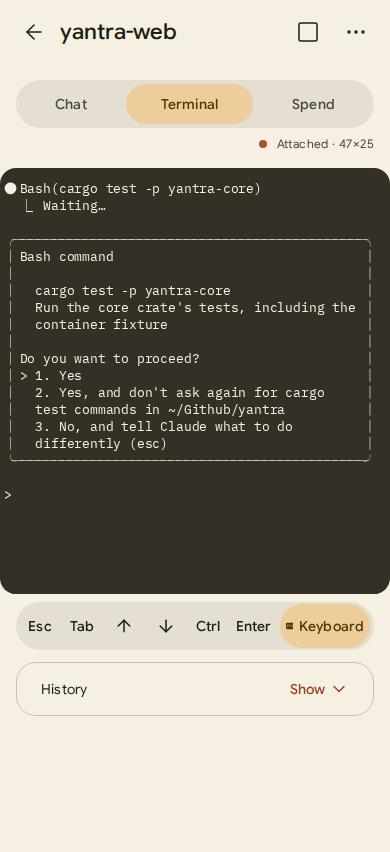 yantra-web
Chat
Terminal
Spend
Attached · 47×25
Bash(cargo test -p yantra-core)
Waiting…
Bash command
cargo test -p yantra-core
Run the core crate's tests, including the
container fixture
Do you want to proceed?
> 1. Yes
2. Yes, and don't ask again for cargo
test commands in ~/Github/yantra
3. No, and tell Claude what to do
differently (esc)
>
Esc Tab ↑ ↓ Ctrl Enter Keyboard
History
Show